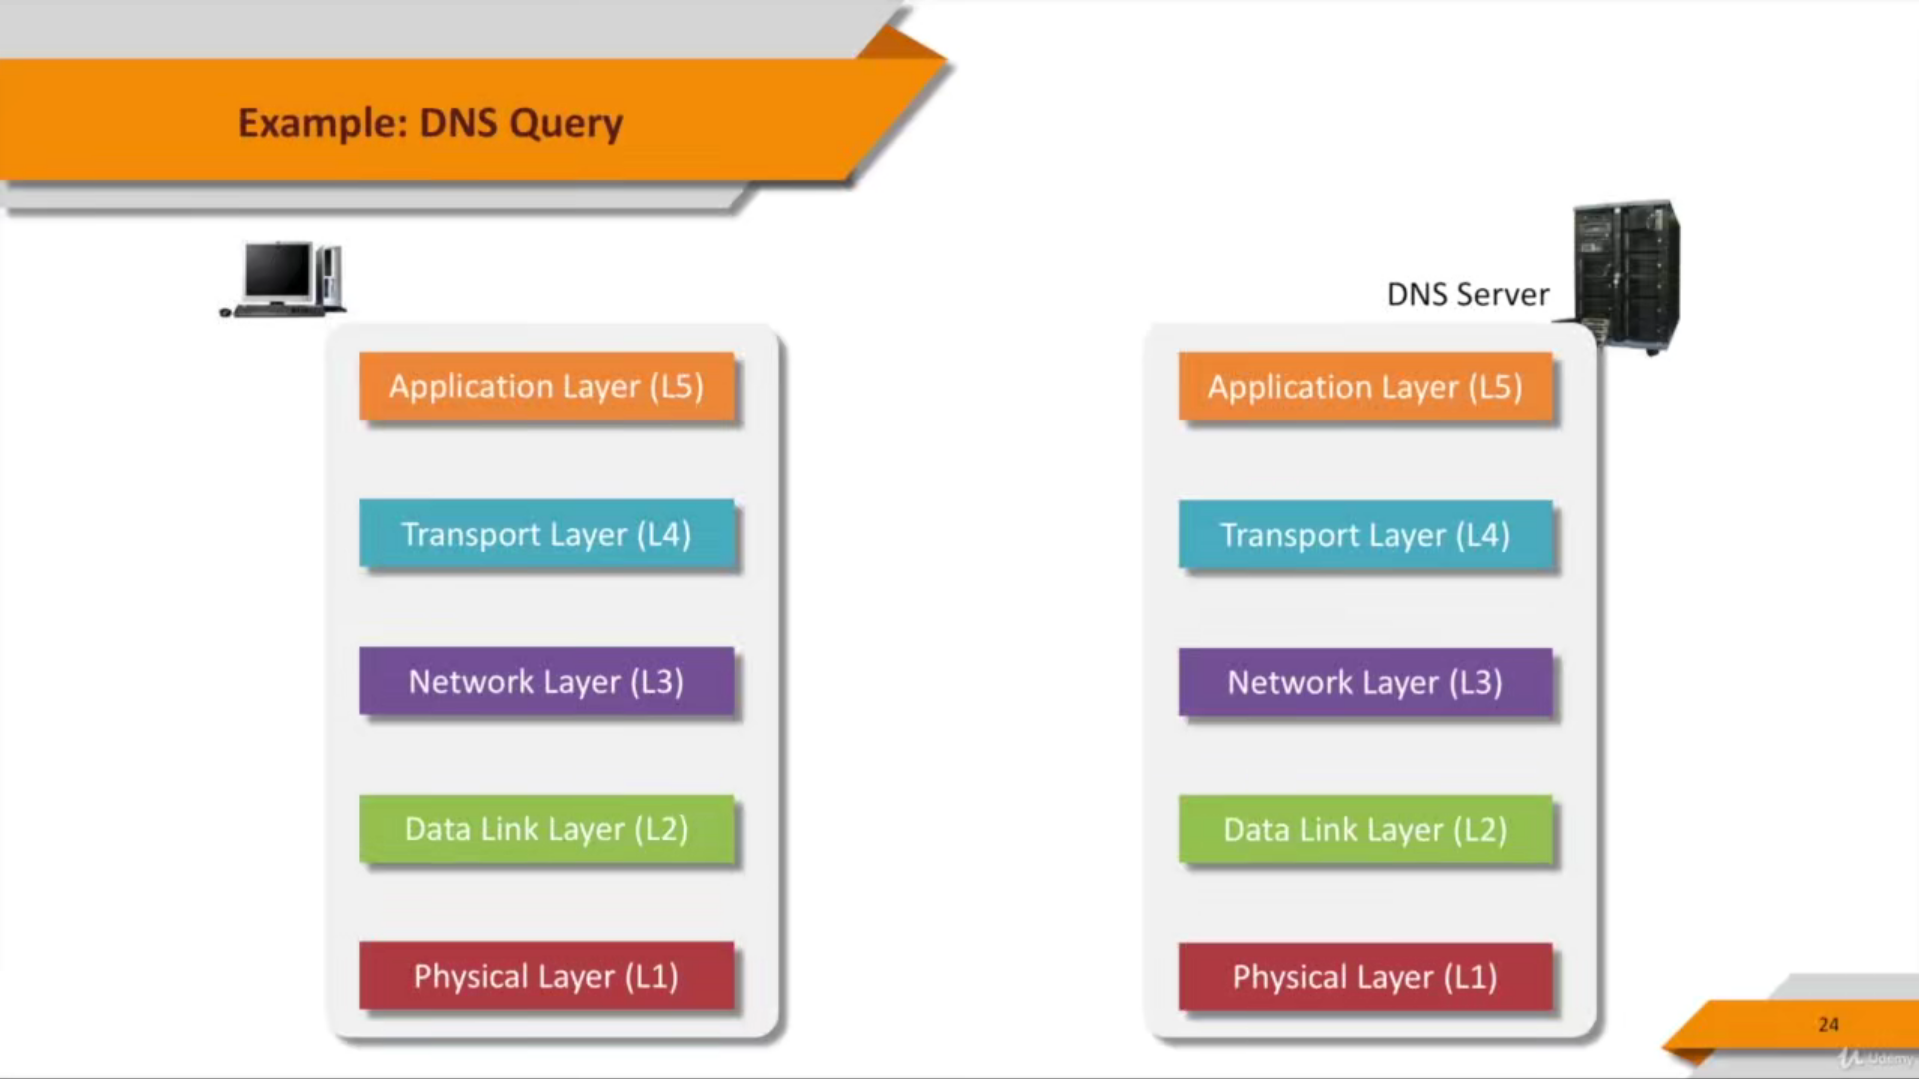 Example: DNS Query
DNS Server
Application Layer (L5)
Transport Layer (L4)
Network Layer (L3)
Data Link Layer (L2)
Physical Layer (L1)
Application Layer (L5)
Transport Layer (L4)
Network Layer (L3)
Data Link Layer (L2)
Physical Layer (L1)
24
Udemy